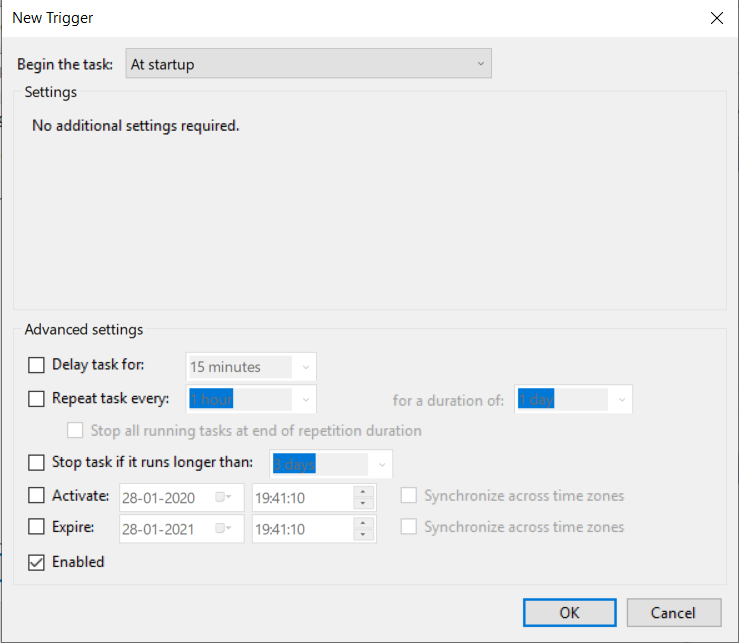 New Trigger
Begin the task: At startup
Settings
No additional settings required.
Advanced settings
Delay task for: 15 minutes
Repeat task every: 1 hour for a duration of: 1 day
Stop all running tasks at end of repetition duration
Stop task if it runs longer than: 3 days
Activate: 28-01-2020 19:41:10 Synchronize across time zones
Expire: 28-01-2021 19:41:10 Synchronize across time zones
Enabled
OK Cancel